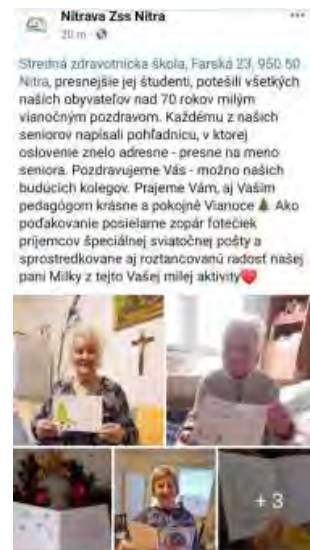 Nitrava Zss Nitra
20 m
Stredná zdravotnícka škola, Farská 23, 950 50
Nitra, presnejšie jej študenti, potešili všetkých
našich obyvateľov nad 70 rokov milým
vianočným pozdravom. Každému z našich
seniorov napísali pohľadnicu, v ktorej
oslovenie znelo adresne - presne na meno
seniora. Pozdravujeme Vás - možno našich
budúcich kolegov. Prajeme Vám, aj Vašim
pedagógom krásne a pokojné Vianoce 🎄 Ako
poďakovanie posielame zopár fotečiek
príjemcov špeciálnej sviatočnej pošty a
sprostredkovane aj roztancovanú radosť našej
pani Milky z tejto Vašej milej aktivity❤️
+ 3